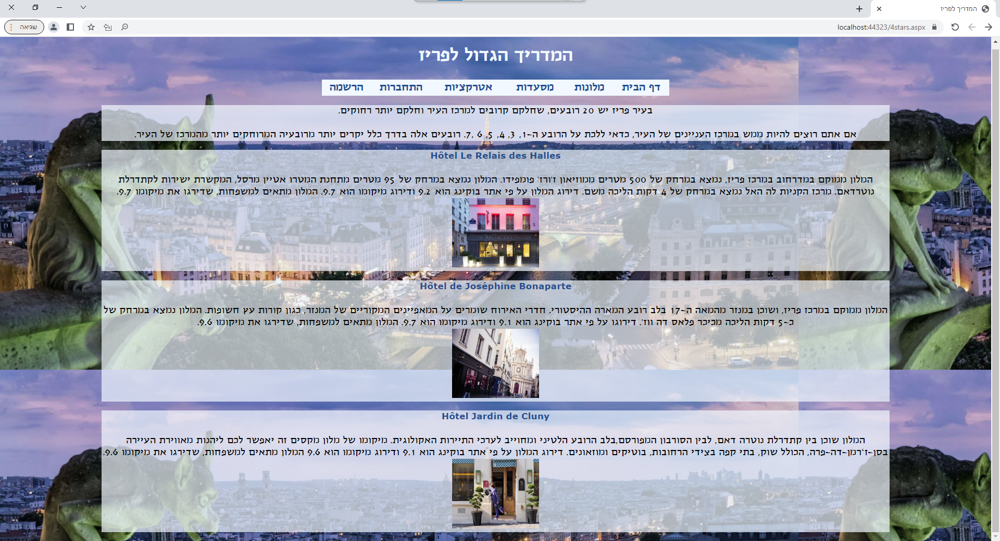 המדריך לפריז
localhost:44323/4stars.aspx
שגיאה
המדריך הגדול לפריז
דף הבית מלונות מסעדות אטרקציות התחברות הרשמה
בעיר פריז יש 20 רובעים, שחלקם קרובים למרכז העיר וחלקם יותר רחוקים.
אם אתם רוצים להיות ממש במרכז העניינים של העיר, כדאי ללכת על הרובע ה-1, 3, 4, 5, 6 ,7. רובעים אלה בדרך כלל יקרים יותר מרובעיה המרוחקים יותר מהמרכז של העיר.
Hôtel Le Relais des Halles
המלון ממוקם במדרחוב במרכז פריז, נמצא במרחק של 500 מטרים ממוזיאון ז'ורז' פומפידו. המלון נמצא במרחק של 95 מטרים מתחנת המטרו אטיין מרסל, המקשרת ישירות לקתדרלת
נוטרדאם. מרכז הקניות לה האל נמצא במרחק של 4 דקות הליכה משם. דירוג המלון על פי אתר בוקינג הוא 9.2 ודירוג מיקומו הוא 9.7. המלון מתאים למשפחות, שדירגו את מיקומו 9.7.
LE RELAIS DES HALLES
Hôtel de Joséphine Bonaparte
המלון ממוקם במרכז פריז, ושוכן במנזר מהמאה ה-17 בלב רובע המארה ההיסטורי. חדרי האירוח שומרים על המאפיינים המקוריים של המנזר, כגון קורות עץ חשופות. המלון נמצא במרחק של
כ-5 דקות הליכה מכיכר פלאס דה ווז'. דירוגו על פי אתר בוקינג הוא 9.1 ודירוג מיקומו הוא 9.7. המלון מתאים למשפחות, שדירגו את מיקומו 9.6.
Hôtel Jardin de Cluny
המלון שוכן בין קתדרלת נוטרה דאם, לבין הסורבון המפורסם,בלב הרובע הלטיני ומחוייב לערכי התיירות האקולוגית. מיקומו של מלון מקסים זה יאפשר לכם ליהנות מאווירת העיירה
בסן-ז'רמן-דה-פרה, הכולל שוק, בתי קפה בצידי הרחובות, בוטיקים ומוזאונים. דירוג המלון על פי אתר בוקינג הוא 9.1 ודירוג מיקומו הוא 9.6 המלון מתאים למשפחות, שדירגו את מיקומו 9.6.